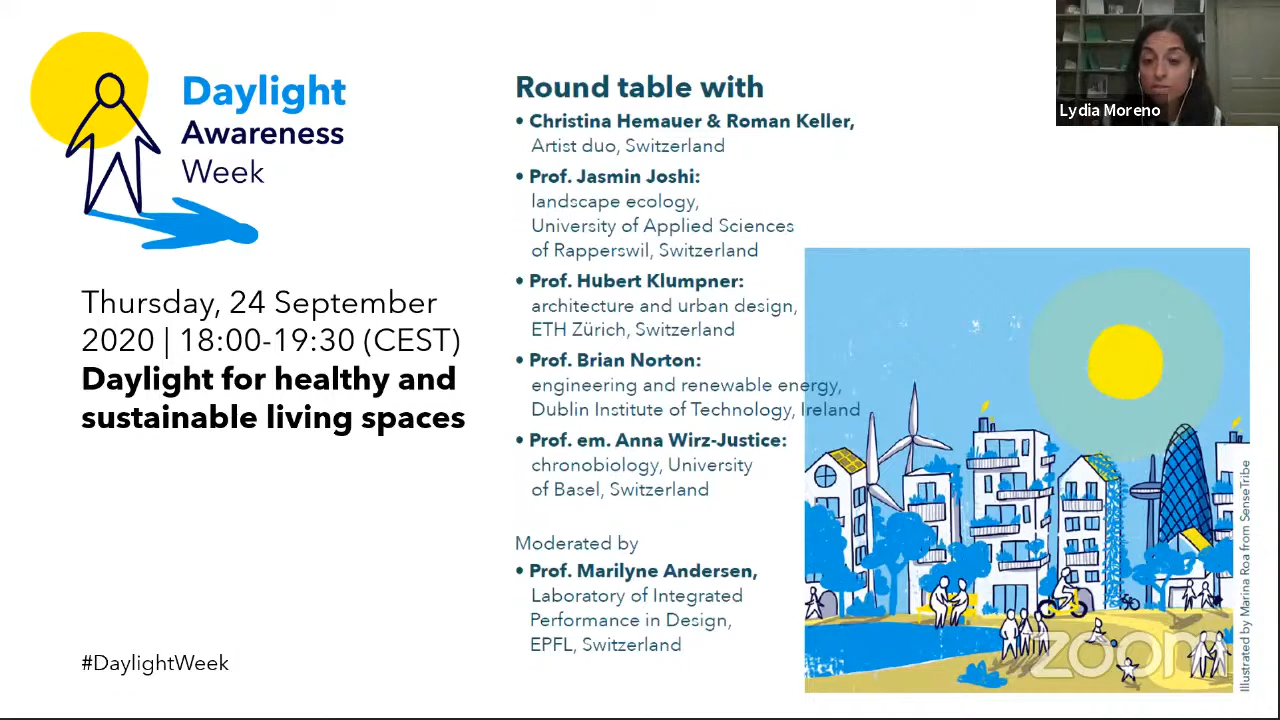 Daylight
Awareness
Week
Thursday, 24 September
2020 | 18:00-19:30 (CEST)
Daylight for healthy and
sustainable living spaces
#DaylightWeek
Round table with
• Christina Hemauer & Roman Keller,
Artist duo, Switzerland
• Prof. Jasmin Joshi:
landscape ecology,
University of Applied Sciences
of Rapperswil, Switzerland
• Prof. Hubert Klumpner:
architecture and urban design,
ETH Zürich, Switzerland
• Prof. Brian Norton:
engineering and renewable energy,
Dublin Institute of Technology, Ireland
• Prof. em. Anna Wirz-Justice:
chronobiology, University
of Basel, Switzerland
Moderated by
• Prof. Marilyne Andersen,
Laboratory of Integrated
Performance in Design,
EPFL, Switzerland
Lydia Moreno
Illustrated by Marina Roa from SenseTribe
zoom